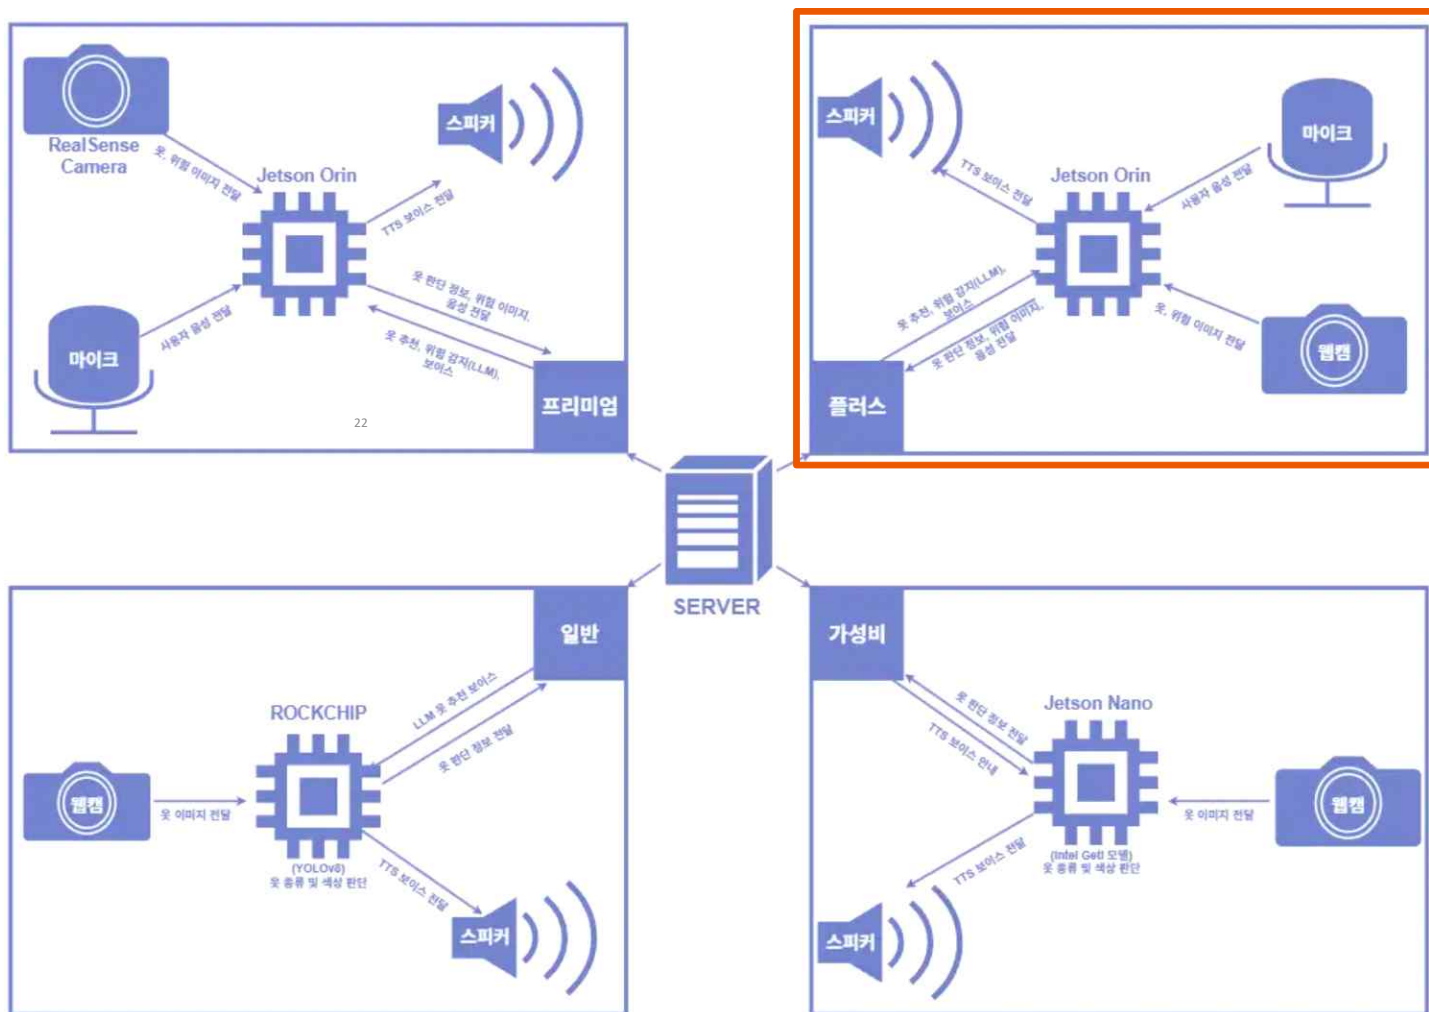 RealSense
Camera
옷, 위험 이미지 전달
Jetson Orin
스피커
TTS 보이스 전달
마이크
사용자 음성 전달
옷 판단 정보, 위험 이미지,
음성 전달
옷 추천, 위험 감지(LLM),
보이스
프리미엄
22
스피커
TTS 보이스 전달
Jetson Orin
마이크
사용자 음성 전달
옷 추천, 위험 감지(LLM),
보이스
옷 판단 정보, 위험 이미지,
음성 전달
옷, 위험 이미지 전달
웹캠
플러스
SERVER
일반
LLM 옷 추천 보이스
옷 판단 정보 전달
ROCKCHIP
웹캠
옷 이미지 전달
(YOLOv8)
옷 종류 및 색상 판단
TTS 보이스 전달
스피커
가성비
옷 판단 정보 전달
TTS 보이스 안내
Jetson Nano
웹캠
옷 이미지 전달
(Intel Geti 모델)
옷 종류 및 색상 판단
TTS 보이스 전달
스피커